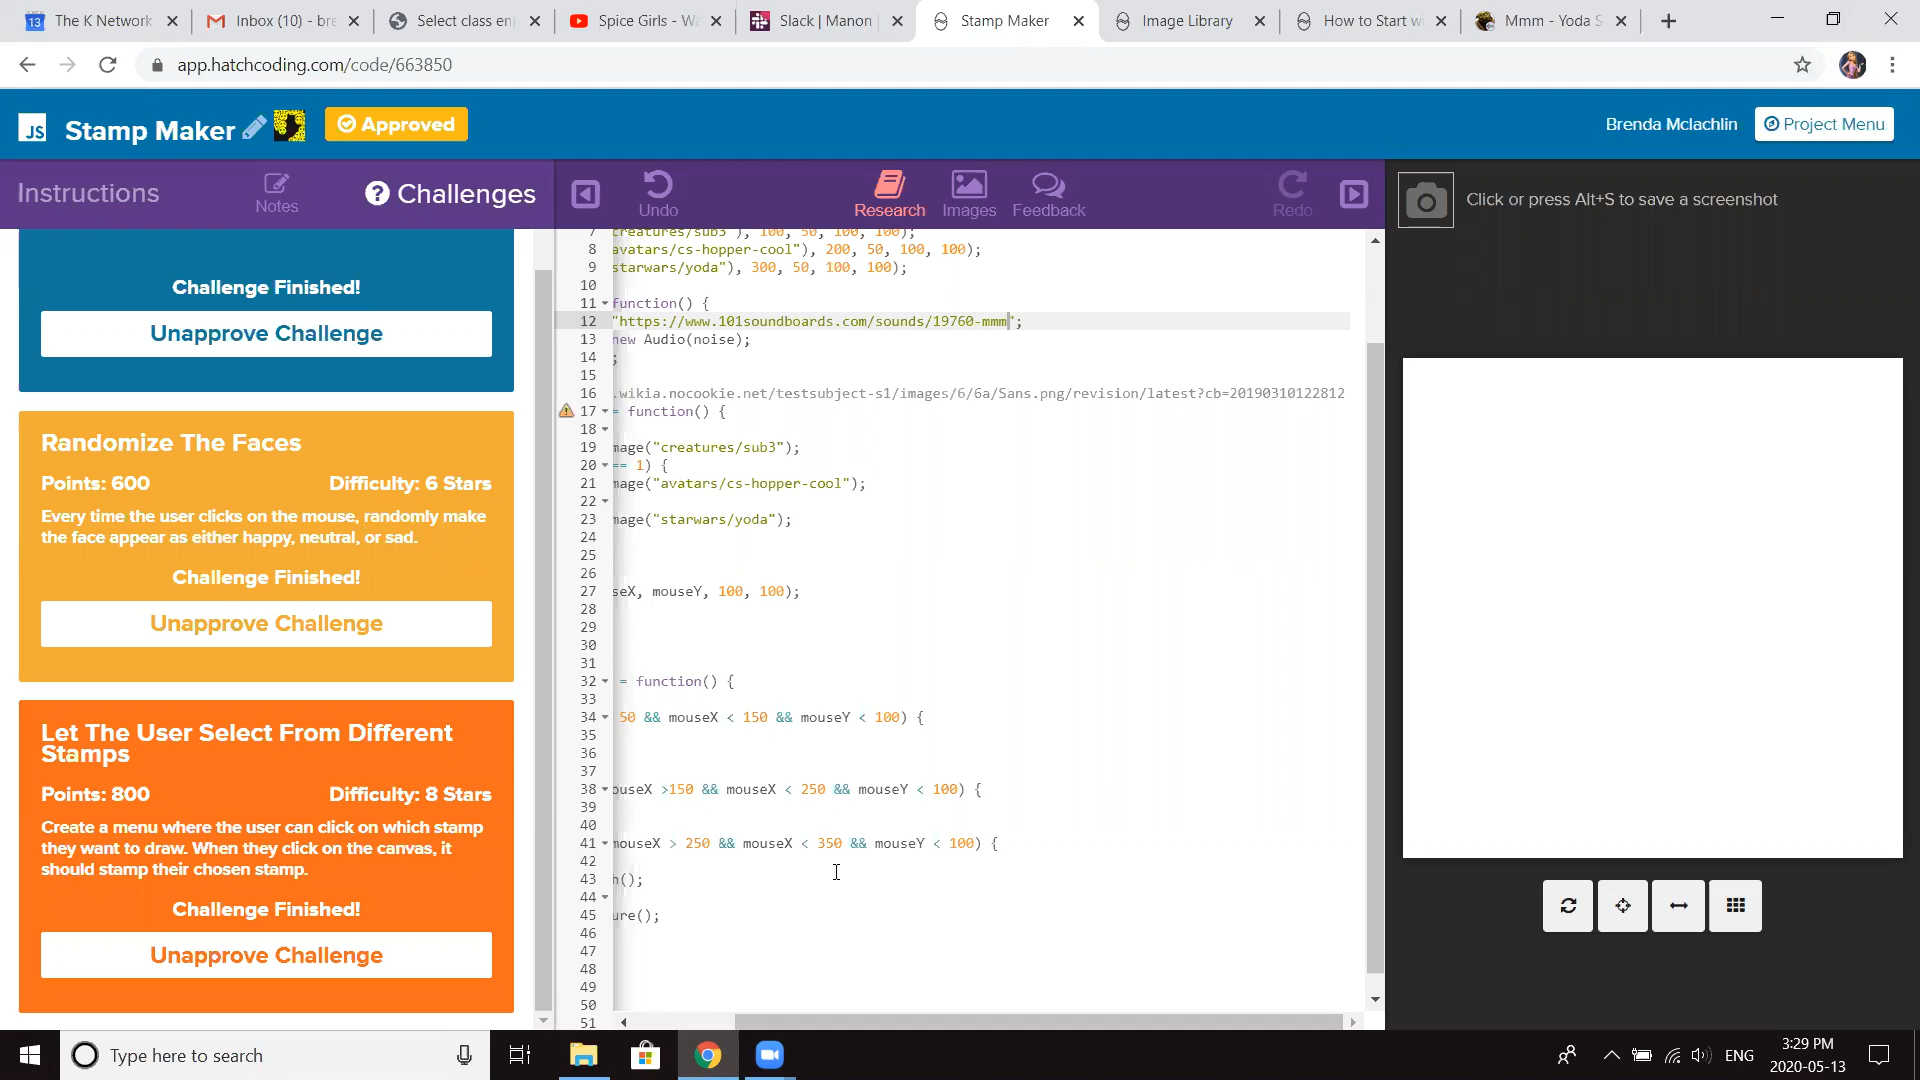 13 The K Network
Inbox (10) - bre
Select class en
Spice Girls - Wa
Slack | Manon
Stamp Maker
Image Library
How to Start wi
Mmm - Yoda S
app.hatchcoding.com/code/663850
JS Stamp Maker
Approved
Brenda Mclachlin
Project Menu
Instructions
Notes
? Challenges
Undo
Research
Images
Feedback
Redo
Click or press Alt+S to save a screenshot
Challenge Finished!
Unapprove Challenge
Randomize The Faces
Points: 600 Difficulty: 6 Stars
Every time the user clicks on the mouse, randomly make
the face appear as either happy, neutral, or sad.
Challenge Finished!
Unapprove Challenge
Let The User Select From Different
Stamps
Points: 800 Difficulty: 8 Stars
Create a menu where the user can click on which stamp
they want to draw. When they click on the canvas, it
should stamp their chosen stamp.
Challenge Finished!
Unapprove Challenge
7 creatures/sub3"), 100, 50, 100, 100);
8 avatars/cs-hopper-cool"), 200, 50, 100, 100);
9 starwars/yoda"), 300, 50, 100, 100);
10
11 function() {
12 "https://www.101soundboards.com/sounds/19760-mmm";
13 new Audio(noise);
14 ;
15
16 .wikia.nocookie.net/testsubject-s1/images/6/6a/Sans.png/revision/latest?cb=20190310122812
17 = function() {
18
19 mage("creatures/sub3");
20 == 1) {
21 mage("avatars/cs-hopper-cool");
22
23 mage("starwars/yoda");
24
25
26
27 seX, mouseY, 100, 100);
28
29
30
31
32 = function() {
33
34 50 && mouseX < 150 && mouseY < 100) {
35
36
37
38 ouseX >150 && mouseX < 250 && mouseY < 100) {
39
40
41 mouseX > 250 && mouseX < 350 && mouseY < 100) {
42
43 h();
44
45 ure();
46
47
48
49
50
51
Type here to search
ENG
3:29 PM
2020-05-13